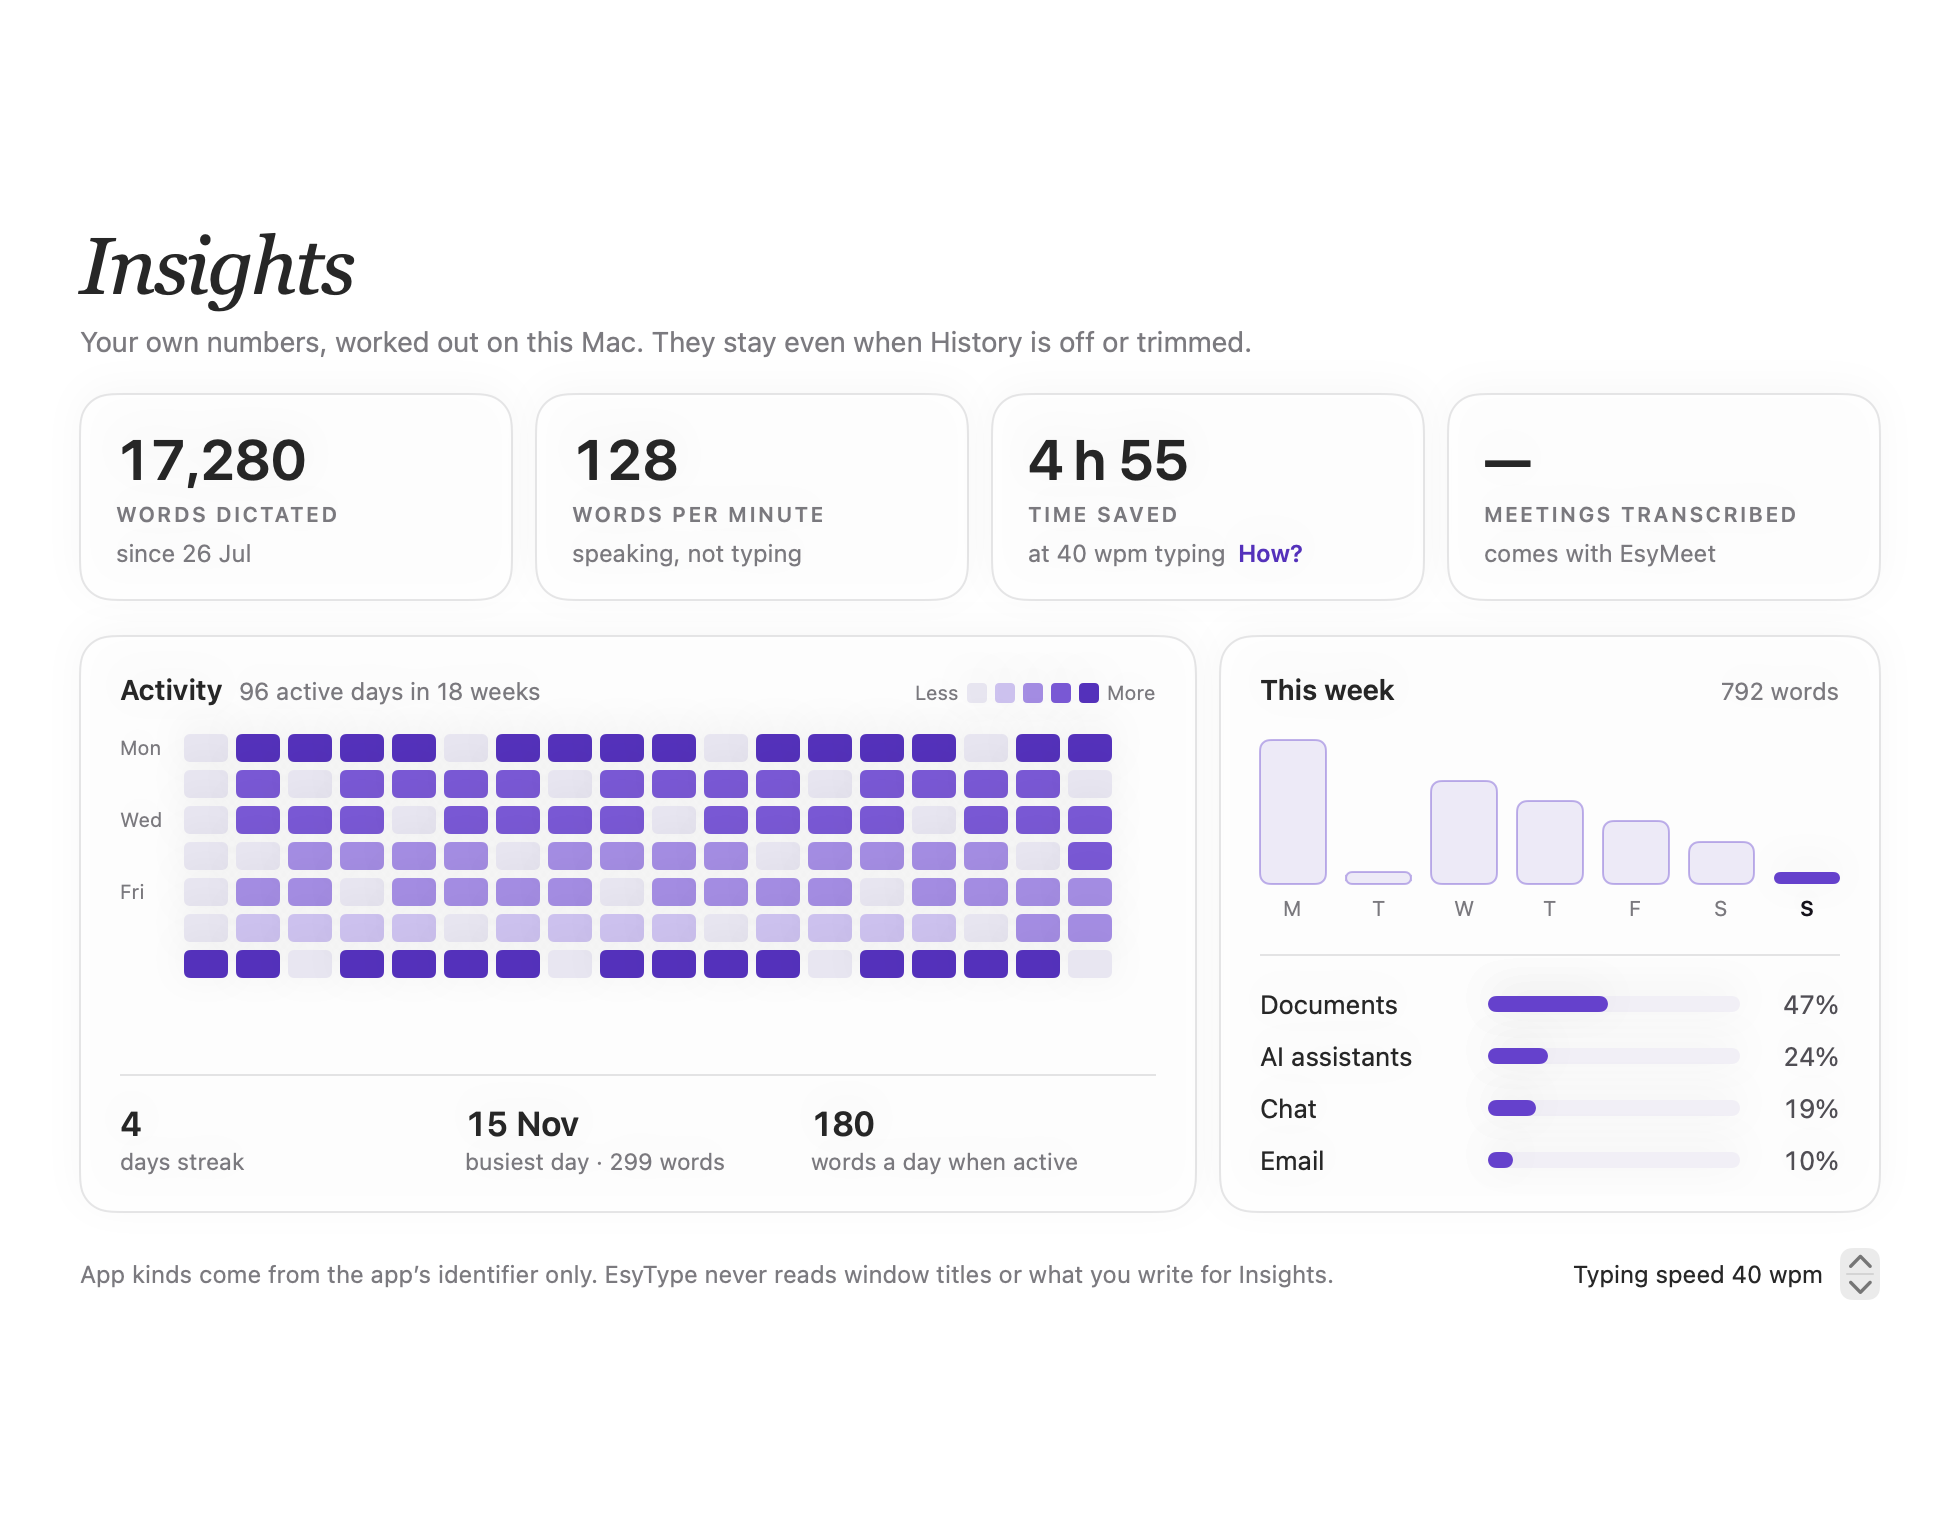 Insights
Your own numbers, worked out on this Mac. They stay even when History is off or trimmed.
17,280
WORDS DICTATED
since 26 Jul
128
WORDS PER MINUTE
speaking, not typing
4 h 55
TIME SAVED
at 40 wpm typing How?
—
MEETINGS TRANSCRIBED
comes with EsyMeet
Activity 96 active days in 18 weeks
Less More
Mon
Wed
Fri
4
days streak
15 Nov
busiest day · 299 words
180
words a day when active
This week 792 words
M T W T F S S
Documents 47%
AI assistants 24%
Chat 19%
Email 10%
App kinds come from the app’s identifier only. EsyType never reads window titles or what you write for Insights.
Typing speed 40 wpm